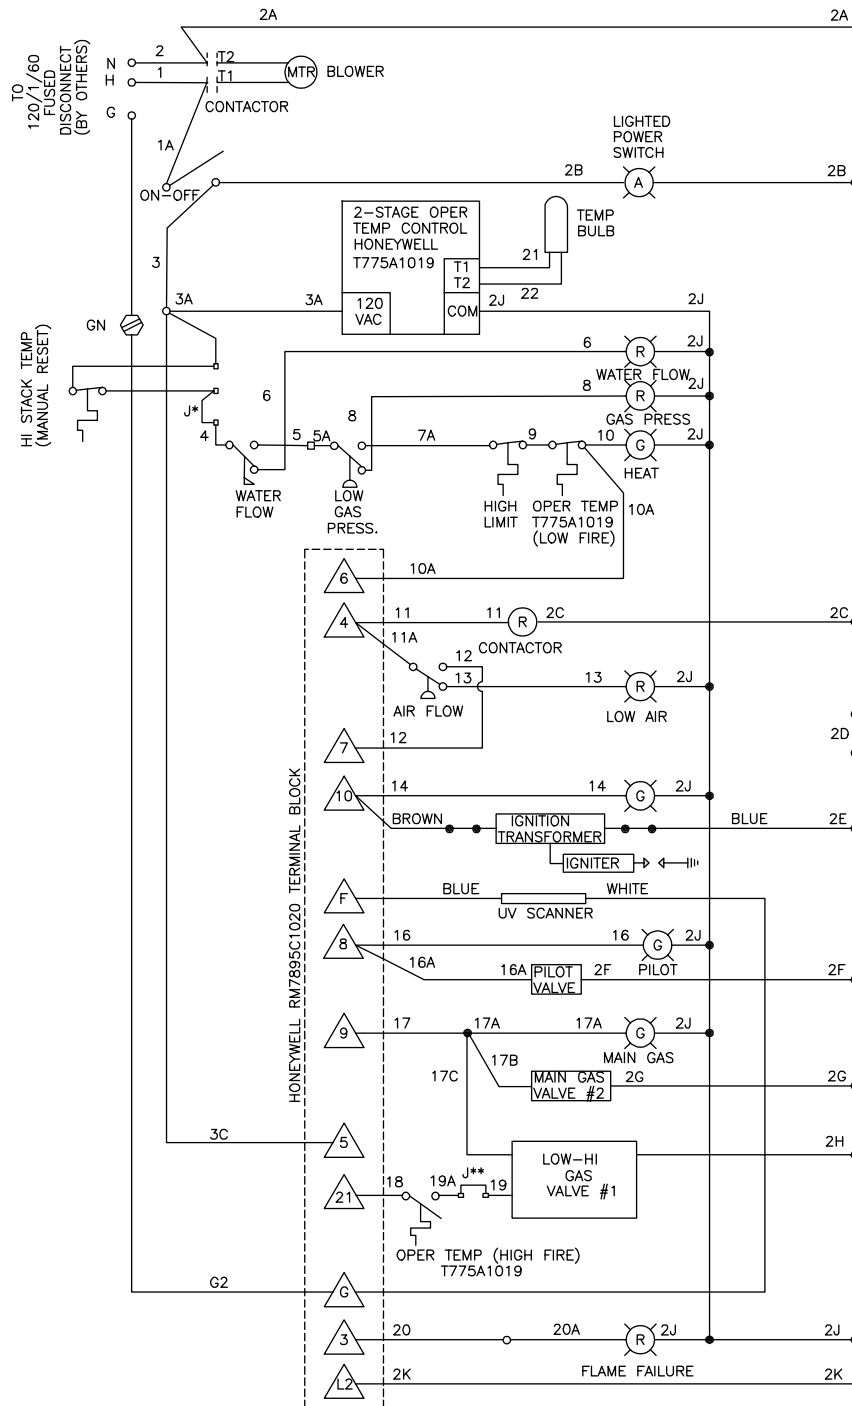 2A 2A
N 2 T2
H 1 T1 MTR BLOWER
TO
120/1/60
FUSED
DISCONNECT
(BY OTHERS)
G
CONTACTOR
1A
LIGHTED
POWER
SWITCH
ON-OFF
2B A 2B
2-STAGE OPER
TEMP CONTROL
HONEYWELL
T775A1019
TEMP
BULB
T1 21
T2 22
3
3A 3A 120
VAC
COM 2J 2J
GN
HI STACK TEMP
(MANUAL RESET)
6 R 2J
WATER FLOW
6
8 R 2J
GAS PRESS
J*
4 5 5A 8 7A 9 10 G 2J
HEAT
WATER
FLOW
LOW
GAS
PRESS.
HIGH
LIMIT
OPER TEMP
T775A1019
(LOW FIRE)
10A
HONEYWELL RM7895C1020 TERMINAL BLOCK
6 10A
4 11 11 R 2C 2C
CONTACTOR
11A
12
13 13 R 2J
AIR FLOW LOW AIR
7 12 2D
10 14 14 G 2J
BROWN IGNITION
TRANSFORMER
BLUE 2E
IGNITER
F BLUE WHITE
UV SCANNER
8 16 16 G 2J
PILOT
16A 16A PILOT
VALVE
2F 2F
9 17 17A 17A G 2J
MAIN GAS
17B
17C
MAIN GAS
VALVE #2
2G 2G
3C 5
LOW-HI
GAS
VALVE #1
2H
21 18 19A J** 19
OPER TEMP (HIGH FIRE)
T775A1019
G2 G
3 20 20A R 2J 2J
FLAME FAILURE
L2 2K 2K